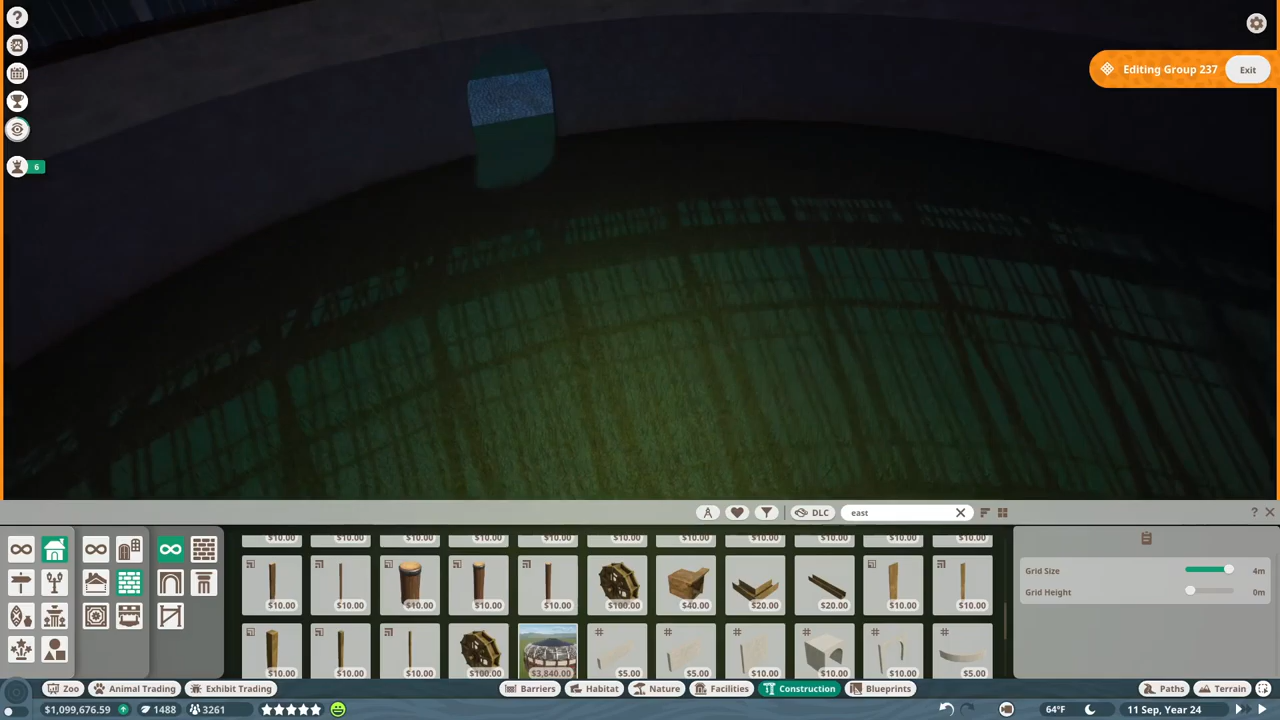 Editing Group 237
Exit
6
DLC
east
$10.00 $10.00 $10.00 $10.00 $10.00 $10.00 $10.00 $10.00 $10.00 $10.00 $10.00
$10.00 $10.00 $10.00 $10.00 $10.00 $100.00 $40.00 $20.00 $20.00 $10.00 $10.00
$10.00 $10.00 $10.00 $100.00 $3,840.00 $5.00 $5.00 $10.00 $10.00 $10.00 $5.00
Grid Size 4m
Grid Height 0m
Zoo Animal Trading Exhibit Trading Barriers Habitat Nature Facilities Construction Blueprints Paths Terrain
$1,099,676.59 1488 3261 64°F 11 Sep, Year 24